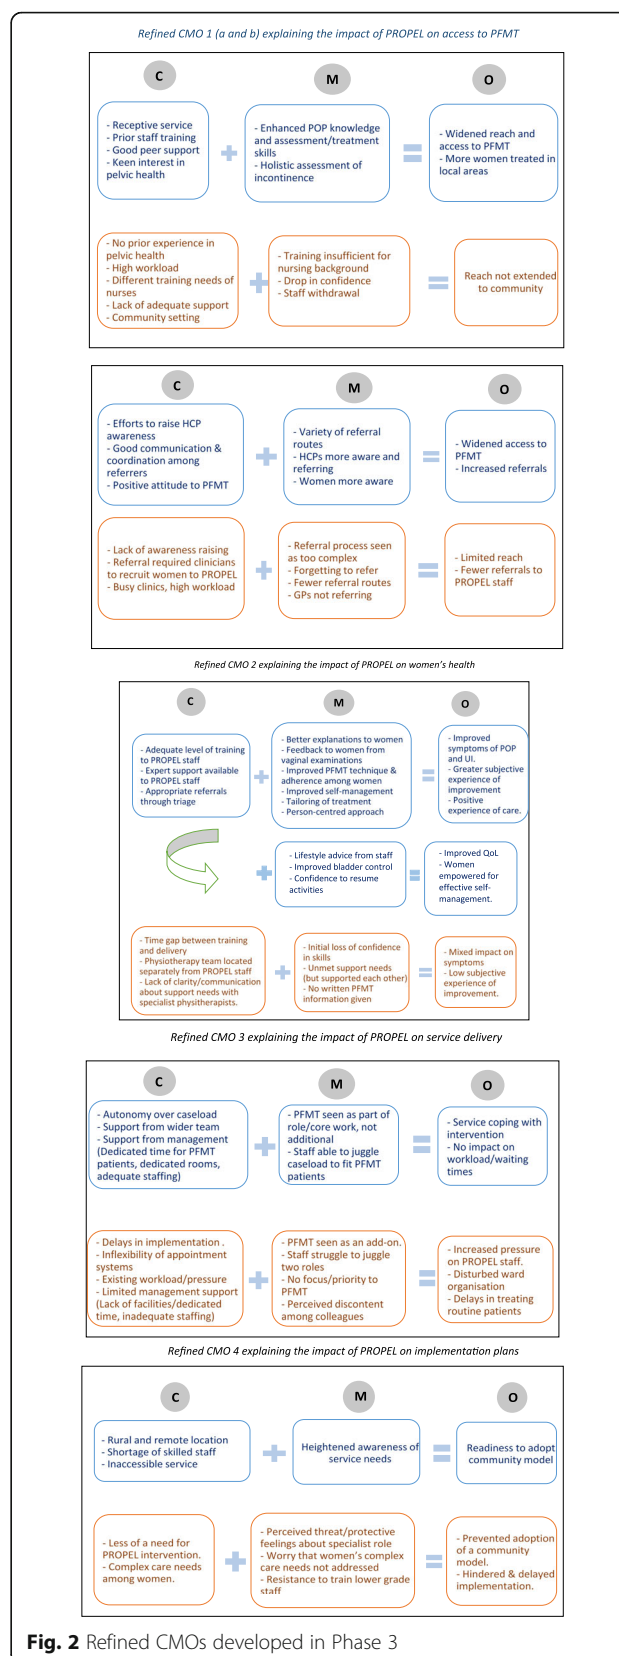 Refined CMO 1 (a and b) explaining the impact of PROPEL on access to PFMT
C
M
O
- Receptive service
- Prior staff training
- Good peer support
- Keen interest in
pelvic health
+
- Enhanced POP knowledge
and assessment/treatment
skills
- Holistic assessment of
incontinence
=
- Widened reach and
access to PFMT
- More women treated in
local areas
- No prior experience in
pelvic health
- High workload
- Different training needs of
nurses
- Lack of adequate support
- Community setting
+
- Training insufficient for
nursing background
- Drop in confidence
- Staff withdrawal
=
Reach not extended
to community
C
M
O
- Efforts to raise HCP
awareness
- Good communication &
coordination among
referrers
- Positive attitude to PFMT
+
- Variety of referral
routes
- HCPs more aware and
referring
- Women more aware
=
- Widened access to
PFMT
- Increased referrals
- Lack of awareness raising
- Referral required clinicians
to recruit women to PROPEL
- Busy clinics, high workload
+
- Referral process seen
as too complex
- Forgetting to refer
- Fewer referral routes
- GPs not referring
=
- Limited reach
- Fewer referrals to
PROPEL staff
Refined CMO 2 explaining the impact of PROPEL on women's health
C
M
O
- Adequate level of training
to PROPEL staff
- Expert support available
to PROPEL staff
- Appropriate referrals
through triage
+
- Better explanations to women
- Feedback to women from
vaginal examinations
- Improved PFMT technique &
adherence among women
- Improved self-management
- Tailoring of treatment
- Person-centred approach
=
- Improved
symptoms of POP
and UI.
- Greater subjective
experience of
improvement
- Positive
experience of care.
+
- Lifestyle advice from staff
- Improved bladder control
- Confidence to resume
activities
=
- Improved QoL
- Women
empowered for
effective self-
management.
- Time gap between training
and delivery
- Physiotherapy team located
separately from PROPEL staff
- Lack of clarity/communication
about support needs with
specialist physitherapists.
+
- Initial loss of confidence
in skills
- Unmet support needs
(but supported each other)
- No written PFMT
information given
=
- Mixed impact on
symptoms
- Low subjective
experience of
improvement.
Refined CMO 3 explaining the impact of PROPEL on service delivery
C
M
O
- Autonomy over caseload
- Support from wider team
- Support from management
(Dedicated time for PFMT
patients, dedicated rooms,
adequate staffing)
+
- PFMT seen as part of
role/core work, not
additional
- Staff able to juggle
caseload to fit PFMT
patients
=
- Service coping with
intervention
- No impact on
workload/waiting
times
- Delays in implementation .
- Inflexibility of appointment
systems
- Existing workload/pressure
- Limited management support
(Lack of facilities/dedicated
time, inadequate staffing)
+
- PFMT seen as an add-on.
- Staff struggle to juggle
two roles
- No focus/priority to
PFMT
- Perceived discontent
among colleagues
=
- Increased pressure
on PROPEL staff.
- Disturbed ward
organisation
- Delays in treating
routine patients
Refined CMO 4 explaining the impact of PROPEL on implementation plans
C
M
O
- Rural and remote location
- Shortage of skilled staff
- Inaccessible service
+
Heightened awareness of
service needs
=
Readiness to adopt
community model
- Less of a need for
PROPEL intervention.
- Complex care needs
among women.
+
- Perceived threat/protective
feelings about specialist role
- Worry that women's complex
care needs not addressed
- Resistance to train lower grade
staff
=
- Prevented adoption
of a community
model.
- Hindered & delayed
implementation.
Fig. 2 Refined CMOs developed in Phase 3